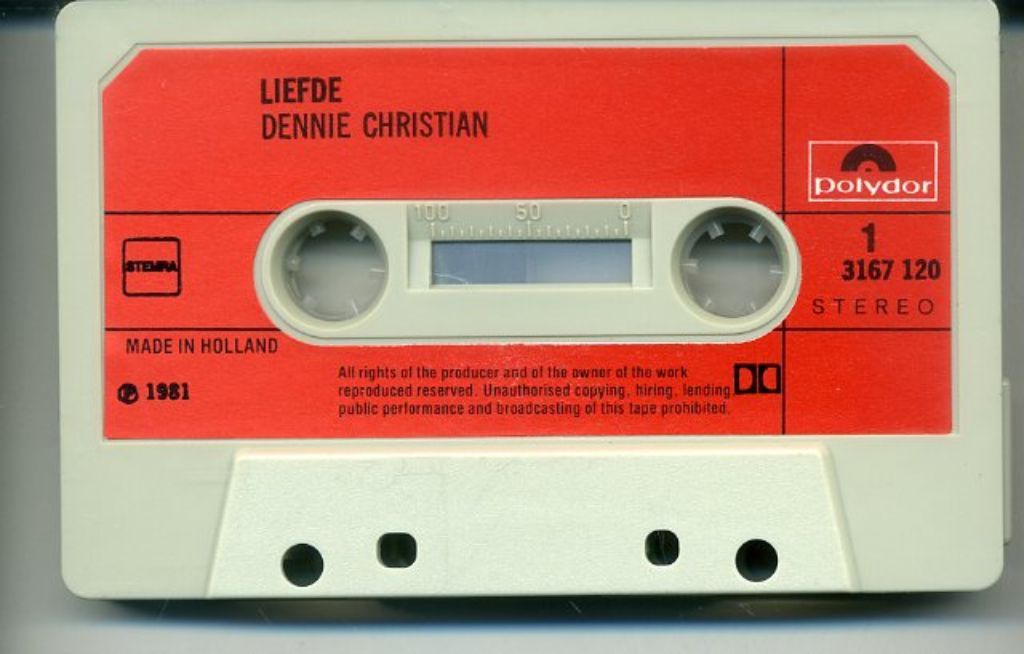 LIEFDE
DENNIE CHRISTIAN
polydor
100 50 0
STEMRA
1
3167 120
STEREO
MADE IN HOLLAND
℗ 1981
All rights of the producer and of the owner of the work
reproduced reserved. Unauthorised copying, hiring, lending,
public performance and broadcasting of this tape prohibited.